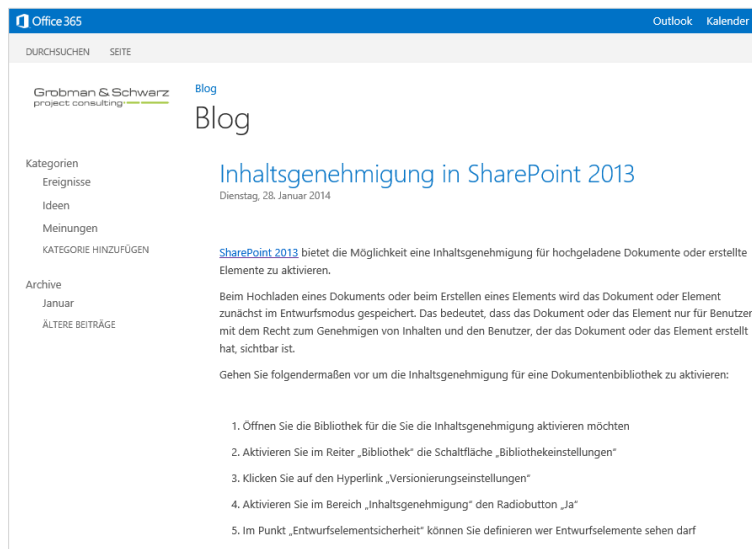 Office 365
Outlook Kalender
DURCHSUCHEN SEITE
Grobman & Schwarz
project consulting
Blog
Blog
Kategorien
Ereignisse
Ideen
Meinungen
KATEGORIE HINZUFÜGEN
Archive
Januar
ÄLTERE BEITRÄGE
Inhaltsgenehmigung in SharePoint 2013
Dienstag, 28. Januar 2014
SharePoint 2013 bietet die Möglichkeit eine Inhaltsgenehmigung für hochgeladene Dokumente oder erstellte
Elemente zu aktivieren.
Beim Hochladen eines Dokuments oder beim Erstellen eines Elements wird das Dokument oder Element
zunächst im Entwurfsmodus gespeichert. Das bedeutet, dass das Dokument oder das Element nur für Benutzer
mit dem Recht zum Genehmigen von Inhalten und den Benutzer, der das Dokument oder das Element erstellt
hat, sichtbar ist.
Gehen Sie folgendermaßen vor um die Inhaltsgenehmigung für eine Dokumentenbibliothek zu aktivieren:
1. Öffnen Sie die Bibliothek für die Sie die Inhaltsgenehmigung aktivieren möchten
2. Aktivieren Sie im Reiter „Bibliothek“ die Schaltfläche „Bibliothekeinstellungen“
3. Klicken Sie auf den Hyperlink „Versionierungseinstellungen“
4. Aktivieren Sie im Bereich „Inhaltsgenehmigung“ den Radiobutton „Ja“
5. Im Punkt „Entwurfselementsicherheit“ können Sie definieren wer Entwurfselemente sehen darf